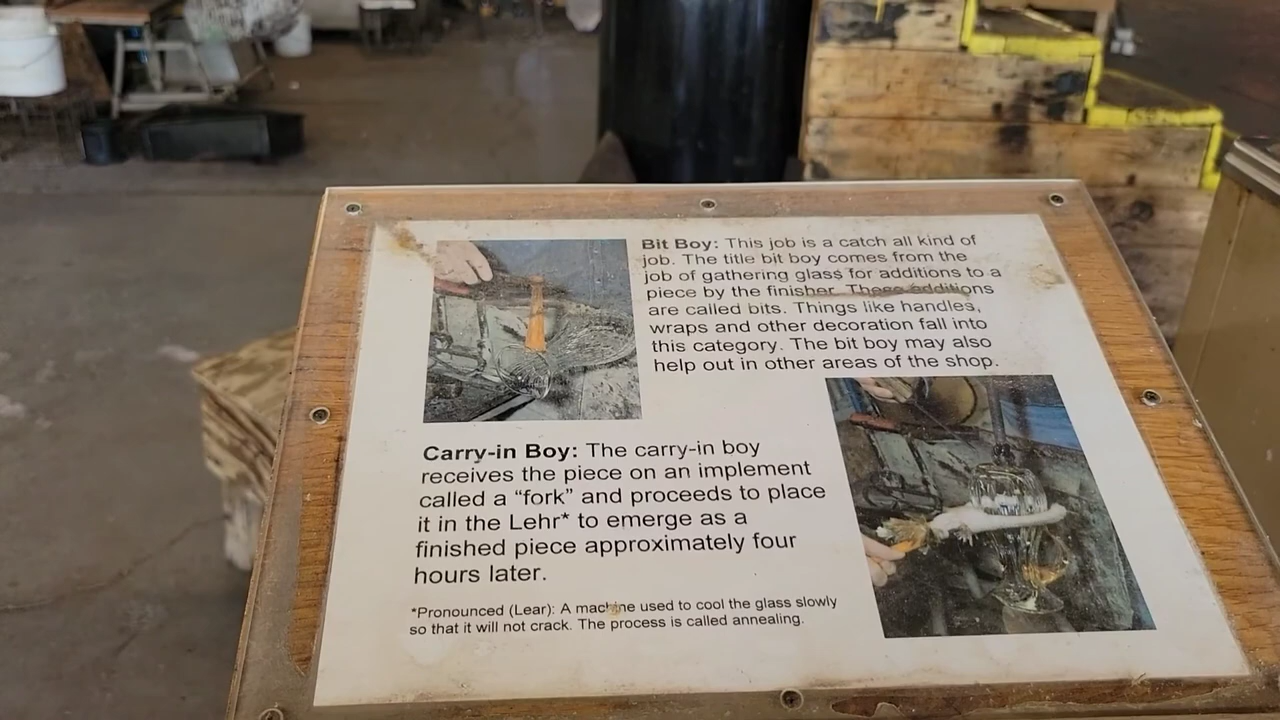 Bit Boy: This job is a catch all kind of
job. The title bit boy comes from the
job of gathering glass for additions to a
piece by the finisher. These additions
are called bits. Things like handles,
wraps and other decoration fall into
this category. The bit boy may also
help out in other areas of the shop.
Carry-in Boy: The carry-in boy
receives the piece on an implement
called a “fork” and proceeds to place
it in the Lehr* to emerge as a
finished piece approximately four
hours later.
*Pronounced (Lear): A machine used to cool the glass slowly
so that it will not crack. The process is called annealing.